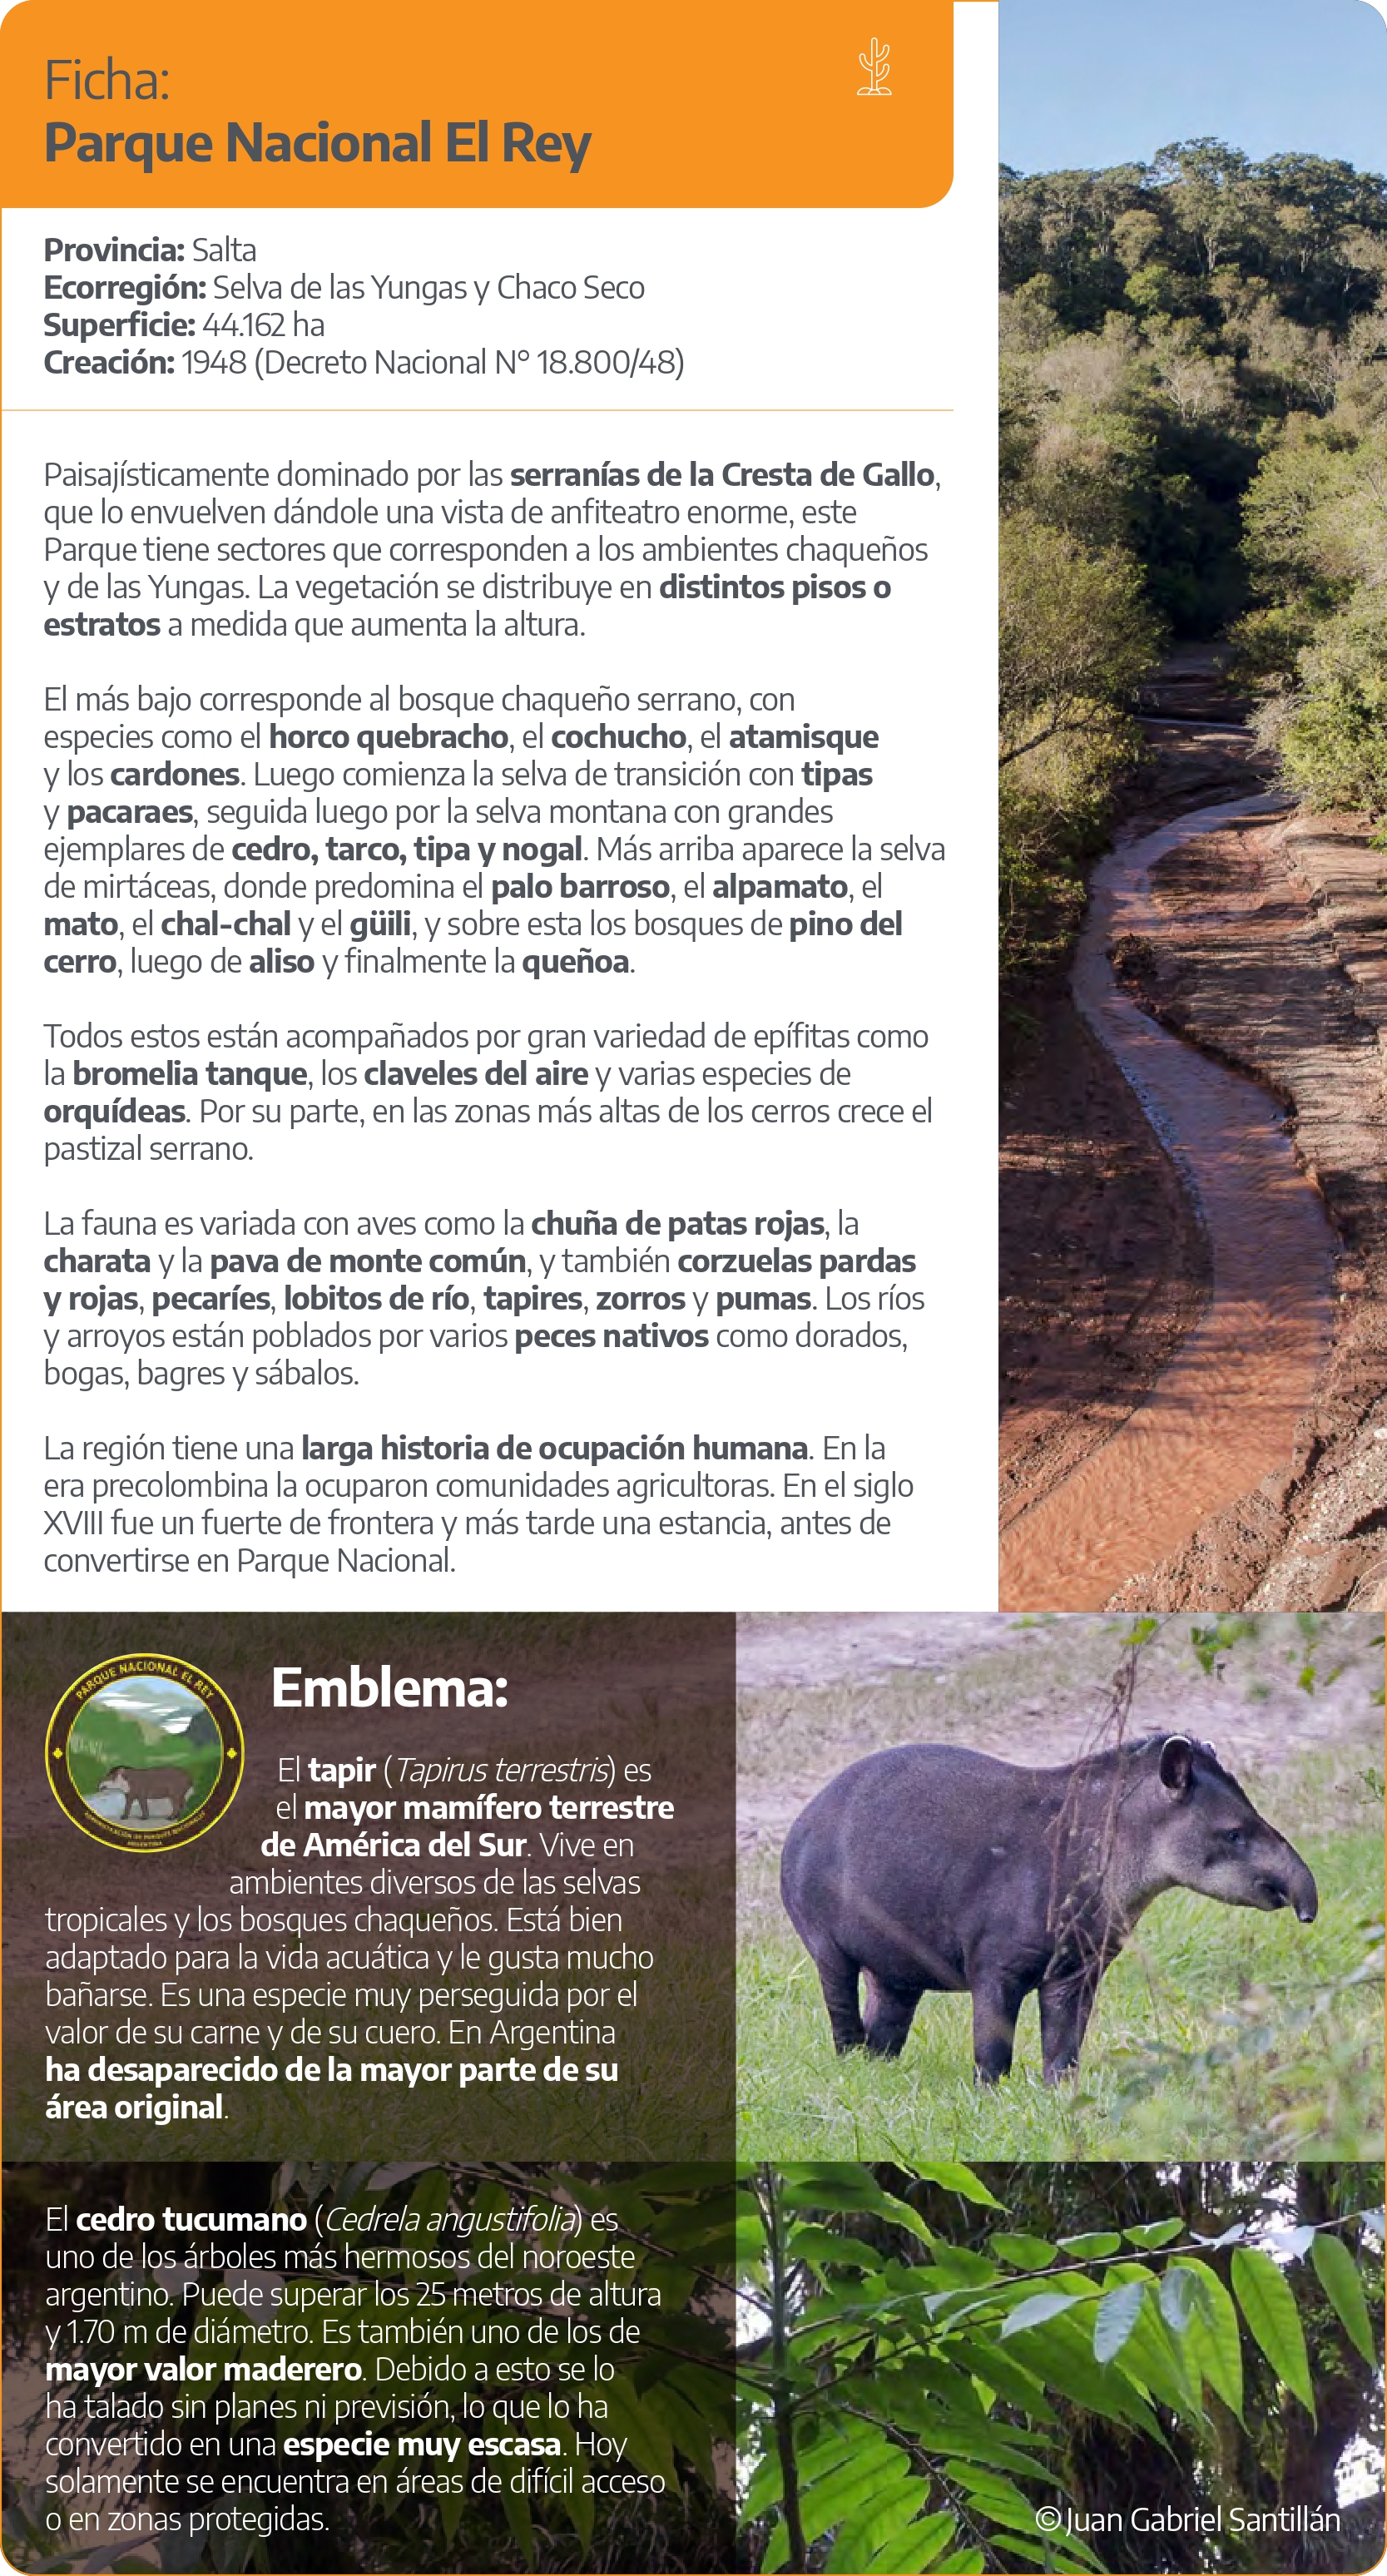 Ficha:
Parque Nacional El Rey
Provincia: Salta
Ecorregión: Selva de las Yungas y Chaco Seco
Superficie: 44.162 ha
Creación: 1948 (Decreto Nacional N° 18.800/48)
Paisajísticamente dominado por las serranías de la Cresta de Gallo,
que lo envuelven dándole una vista de anfiteatro enorme, este
Parque tiene sectores que corresponden a los ambientes chaqueños
y de las Yungas. La vegetación se distribuye en distintos pisos o
estratos a medida que aumenta la altura.
El más bajo corresponde al bosque chaqueño serrano, con
especies como el horco quebracho, el cochucho, el atamisque
y los cardones. Luego comienza la selva de transición con tipas
y pacaraes, seguida luego por la selva montana con grandes
ejemplares de cedro, tarco, tipa y nogal. Más arriba aparece la selva
de mirtáceas, donde predomina el palo barroso, el alpamato, el
mato, el chal-chal y el güili, y sobre esta los bosques de pino del
cerro, luego de aliso y finalmente la queñoa.
Todos estos están acompañados por gran variedad de epífitas como
la bromelia tanque, los claveles del aire y varias especies de
orquídeas. Por su parte, en las zonas más altas de los cerros crece el
pastizal serrano.
La fauna es variada con aves como la chuña de patas rojas, la
charata y la pava de monte común, y también corzuelas pardas
y rojas, pecaríes, lobitos de río, tapires, zorros y pumas. Los ríos
y arroyos están poblados por varios peces nativos como dorados,
bogas, bagres y sábalos.
La región tiene una larga historia de ocupación humana. En la
era precolombina la ocuparon comunidades agricultoras. En el siglo
XVIII fue un fuerte de frontera y más tarde una estancia, antes de
convertirse en Parque Nacional.
PARQUE NACIONAL EL REY
ADMINISTRACIÓN DE PARQUES NACIONALES
ARGENTINA
Emblema:
El tapir (Tapirus terrestris) es
el mayor mamífero terrestre
de América del Sur. Vive en
ambientes diversos de las selvas
tropicales y los bosques chaqueños. Está bien
adaptado para la vida acuática y le gusta mucho
bañarse. Es una especie muy perseguida por el
valor de su carne y de su cuero. En Argentina
ha desaparecido de la mayor parte de su
área original.
El cedro tucumano (Cedrela angustifolia) es
uno de los árboles más hermosos del noroeste
argentino. Puede superar los 25 metros de altura
y 1.70 m de diámetro. Es también uno de los de
mayor valor maderero. Debido a esto se lo
ha talado sin planes ni previsión, lo que lo ha
convertido en una especie muy escasa. Hoy
solamente se encuentra en áreas de difícil acceso
o en zonas protegidas.
© Juan Gabriel Santillán